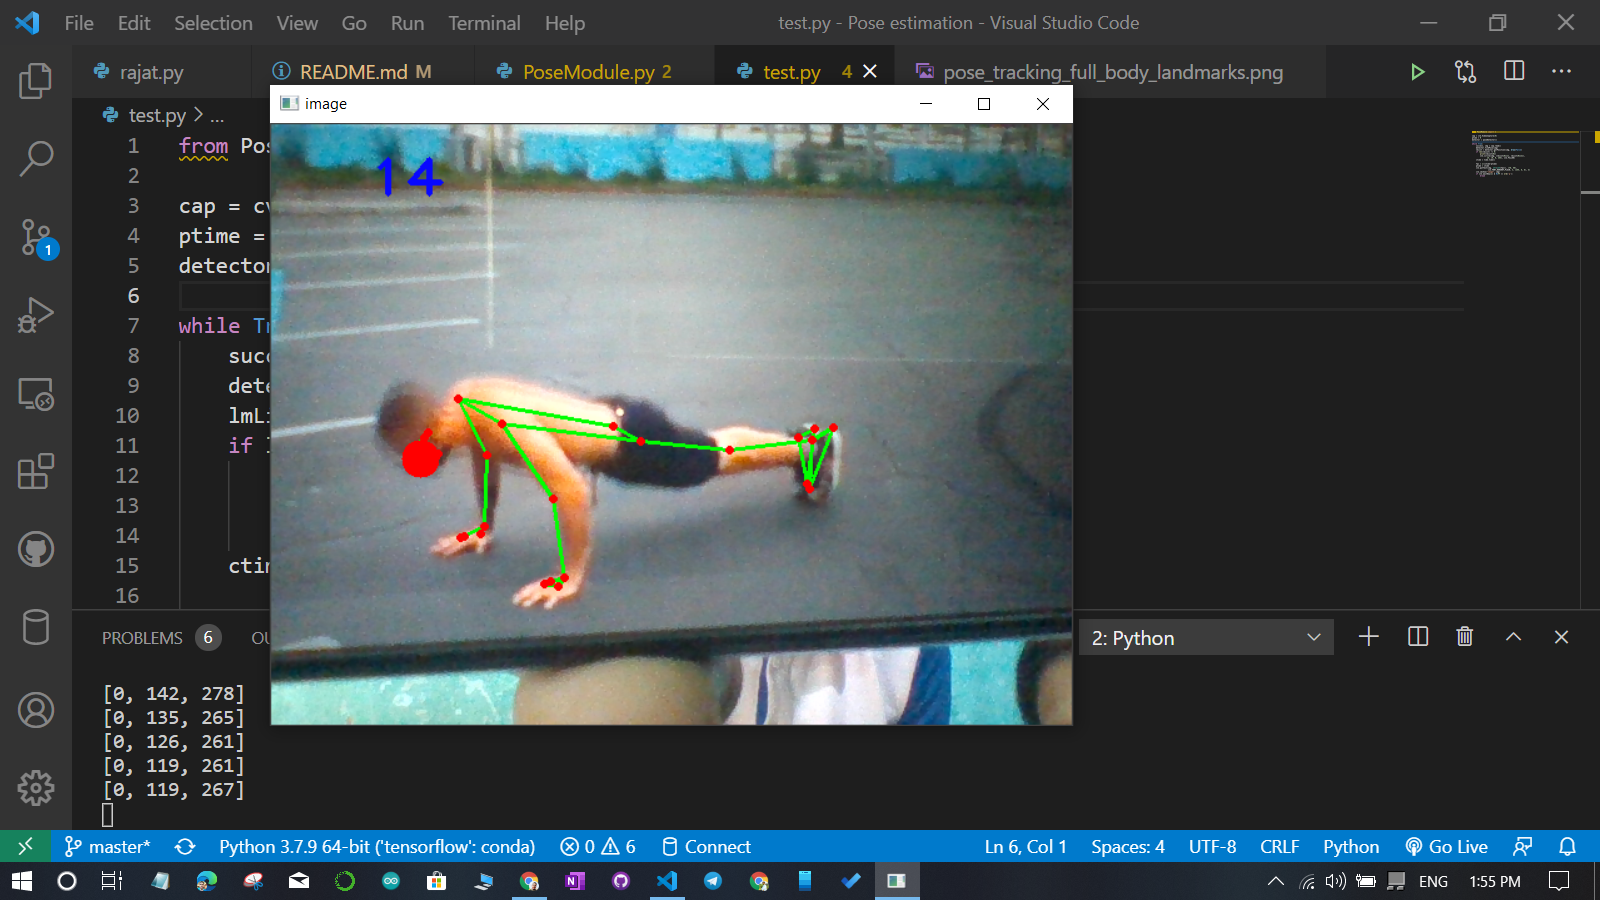 File Edit Selection View Go Run Terminal Help test.py - Pose estimation - Visual Studio Code
rajat.py README.md M PoseModule.py 2 test.py 4 pose_tracking_full_body_landmarks.png
image
test.py > ...
14
1 from Pos
2
3 cap = cv
4 ptime =
5 detector
6
7 while Tr
8 succ
9 dete
10 lmLi
11 if l
12
13
14
15 ctim
16
1
PROBLEMS 6 OU 2: Python
[0, 142, 278]
[0, 135, 265]
[0, 126, 261]
[0, 119, 261]
[0, 119, 267]
master* Python 3.7.9 64-bit ('tensorflow': conda) 0 6 Connect Ln 6, Col 1 Spaces: 4 UTF-8 CRLF Python Go Live
ENG 1:55 PM